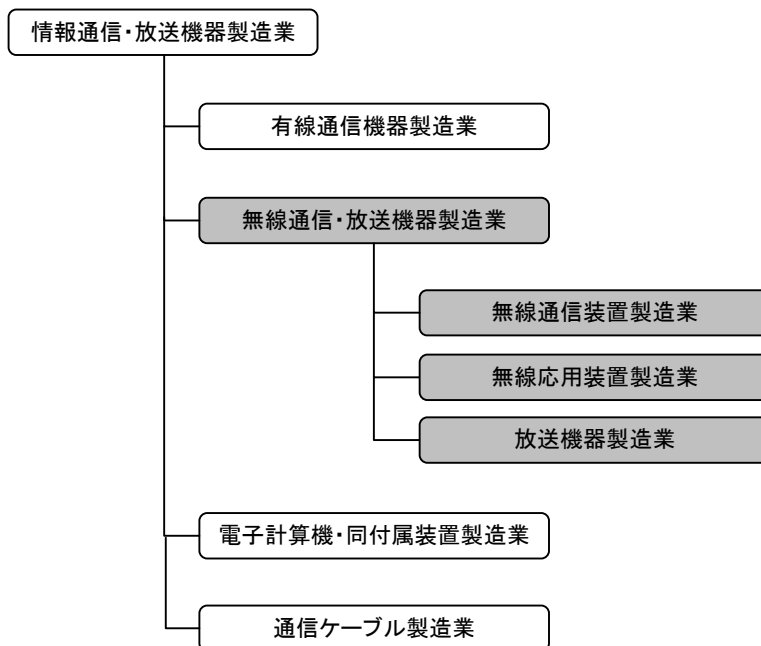 情報通信・放送機器製造業
有線通信機器製造業
無線通信・放送機器製造業
無線通信装置製造業
無線応用装置製造業
放送機器製造業
電子計算機・同付属装置製造業
通信ケーブル製造業